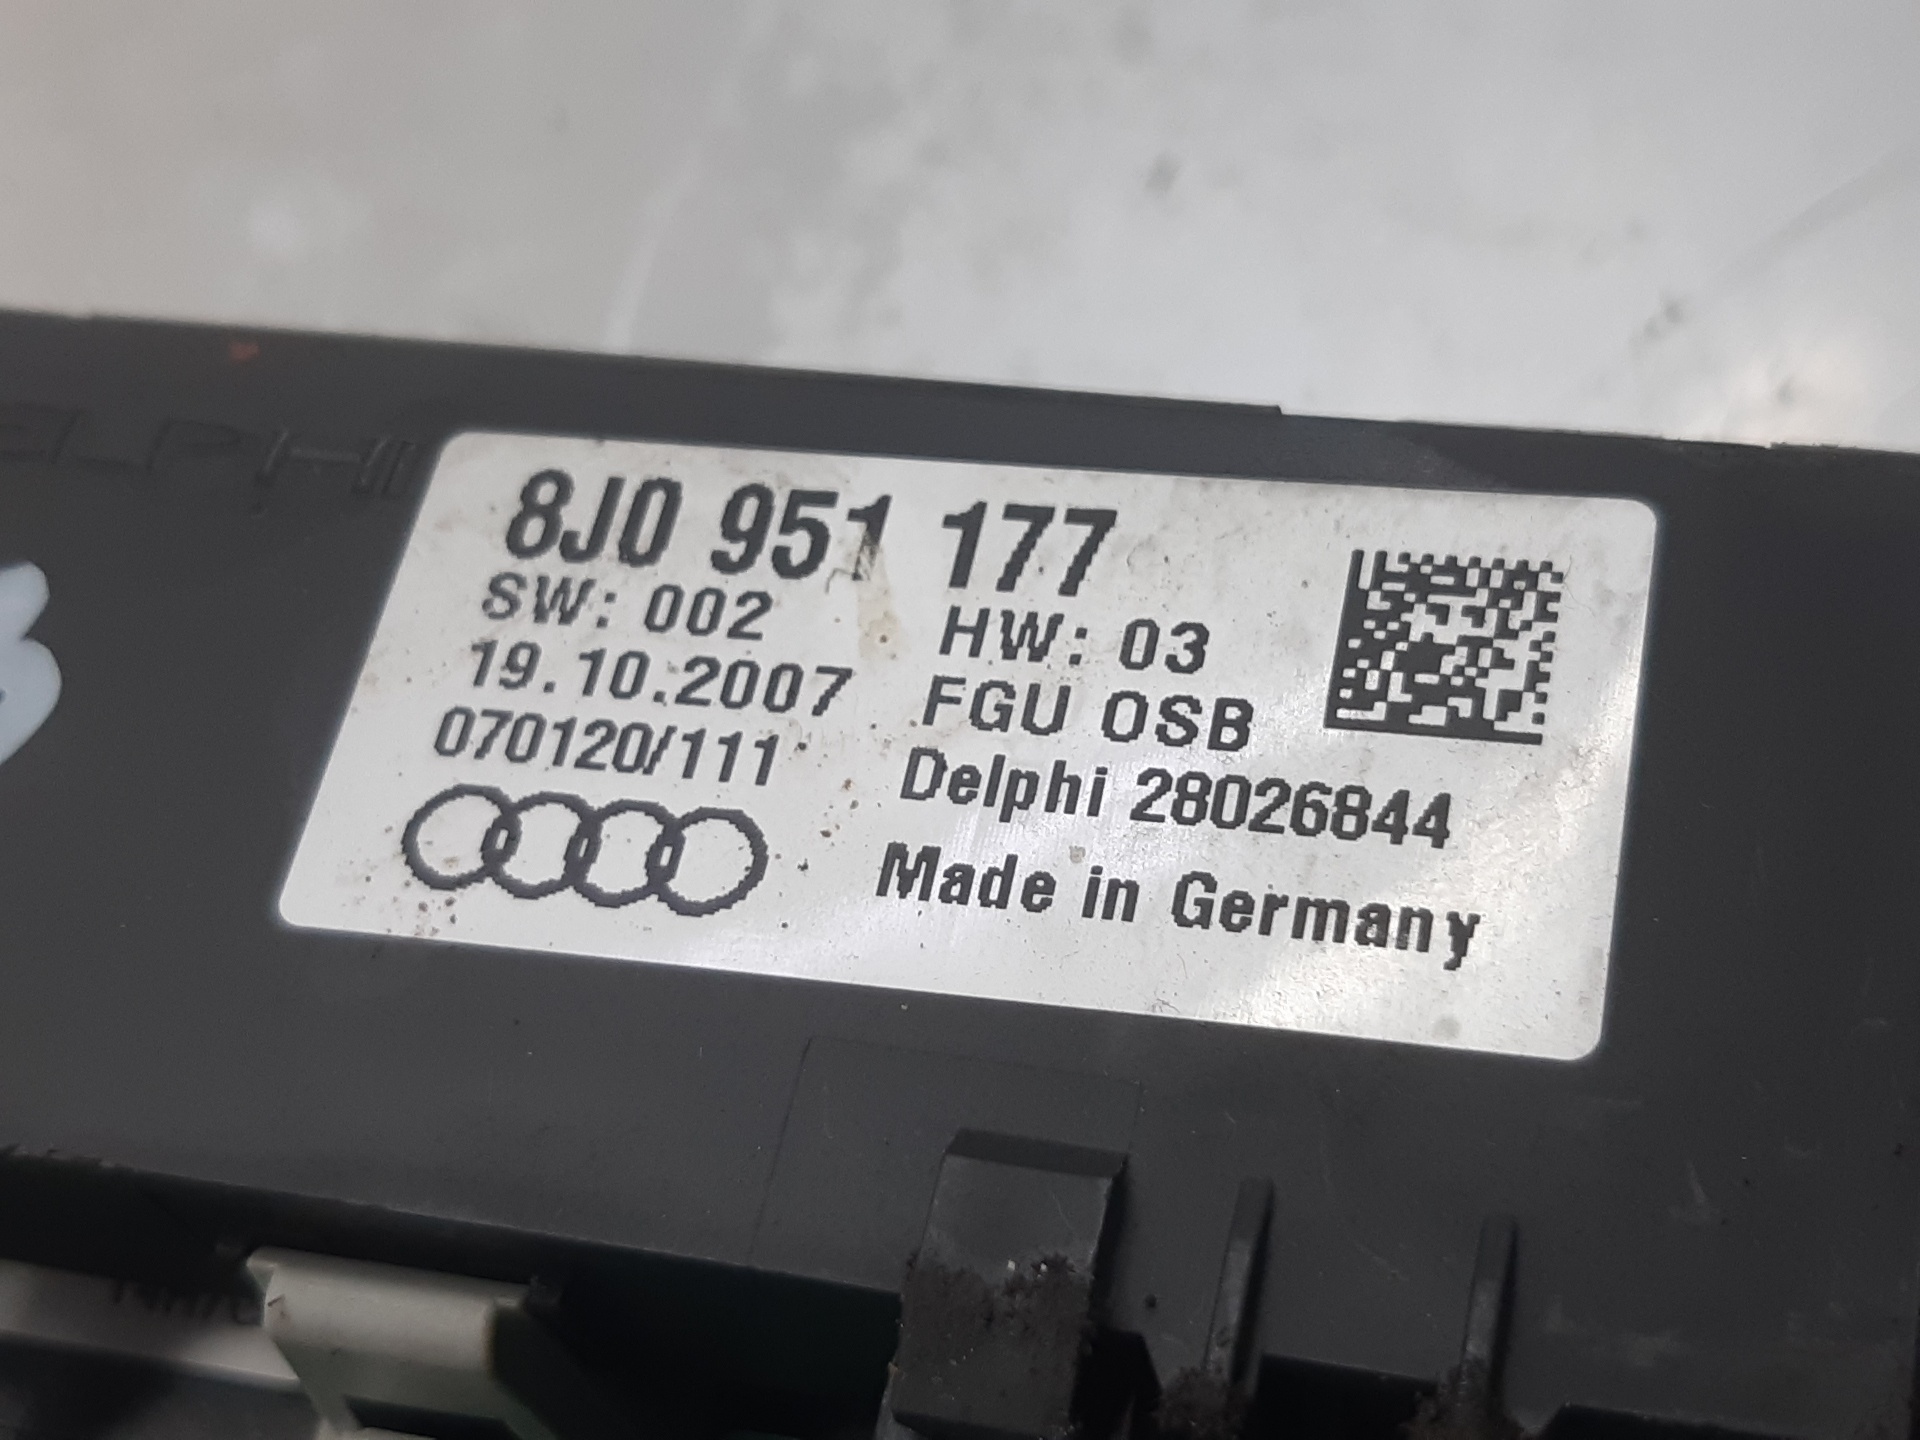 8J0 951 177
SW: 002 HW: 03
19.10.2007 FGU OSB
070120/111 Delphi 28026844
Made in Germany
ELPHI